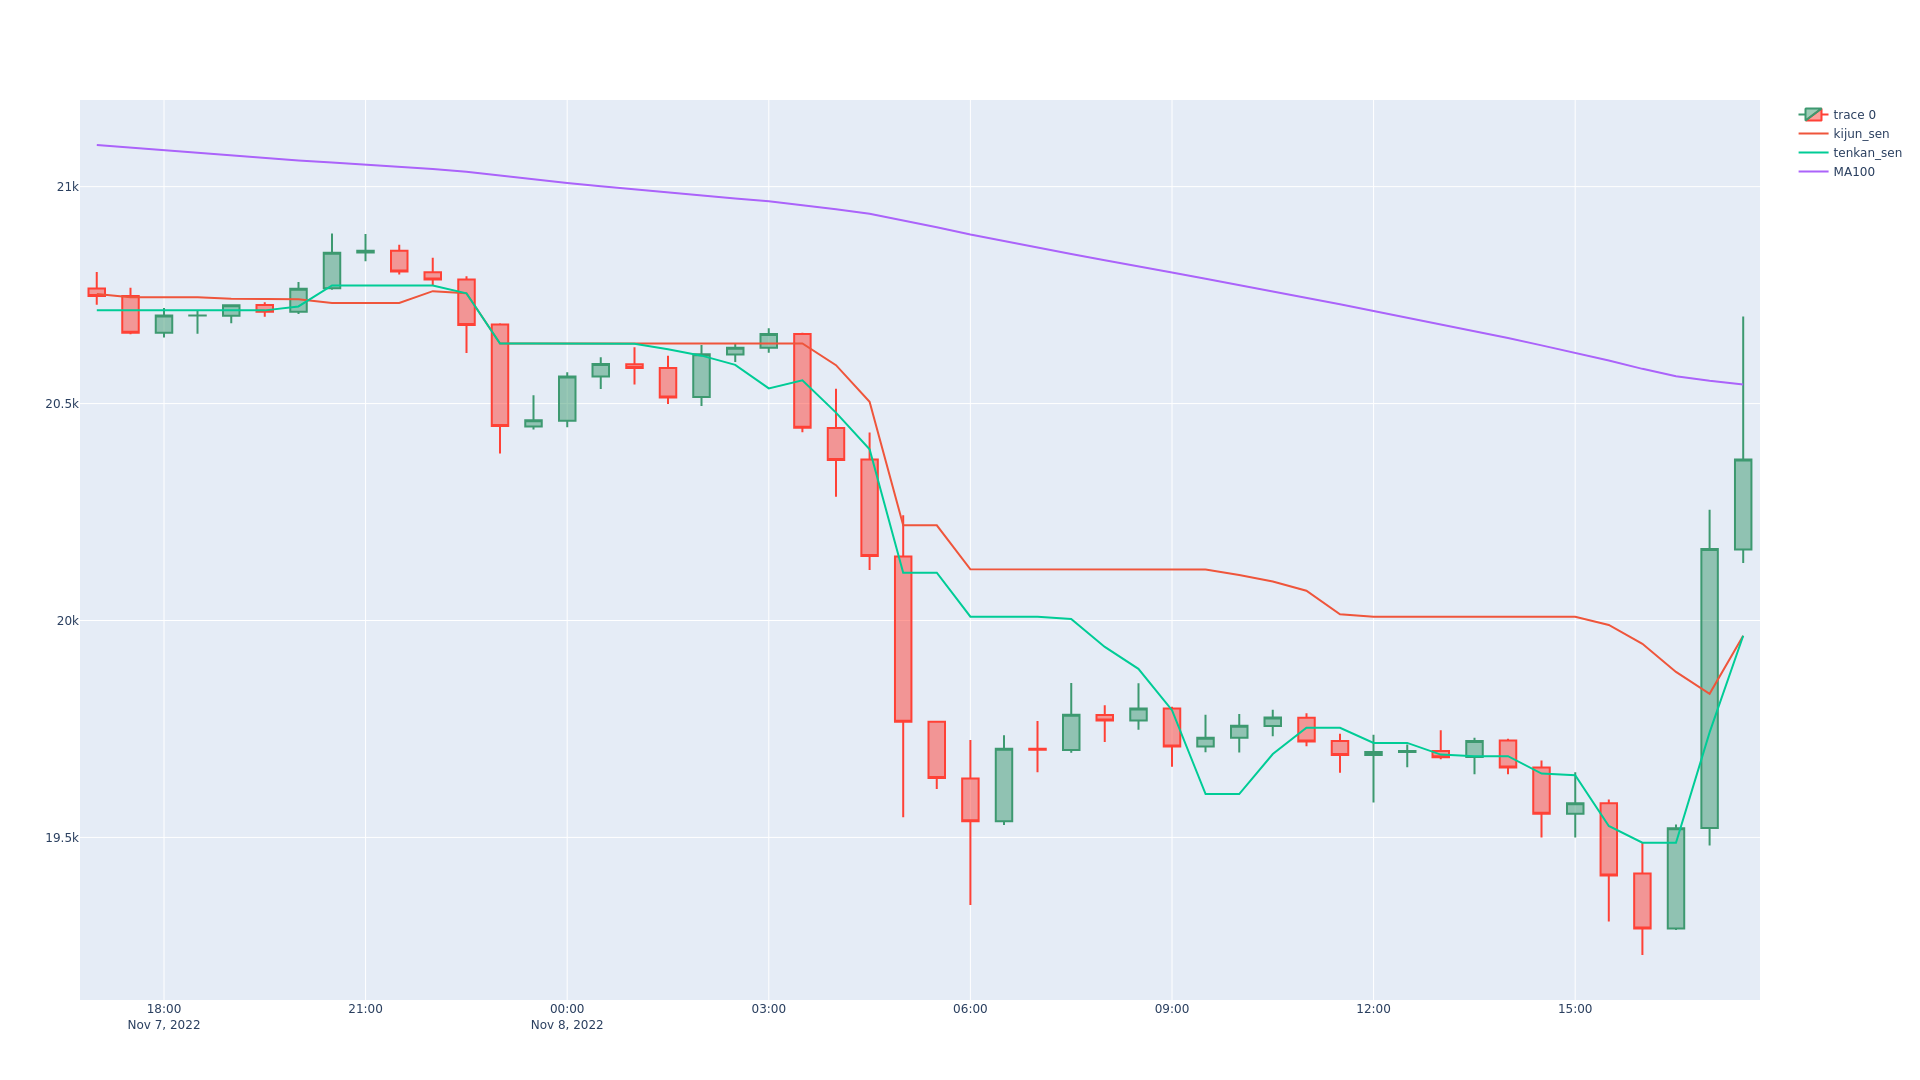 trace 0
kijun_sen
tenkan_sen
MA100
21k
20.5k
20k
19.5k
18:00 21:00 00:00 03:00 06:00 09:00 12:00 15:00
Nov 7, 2022 Nov 8, 2022